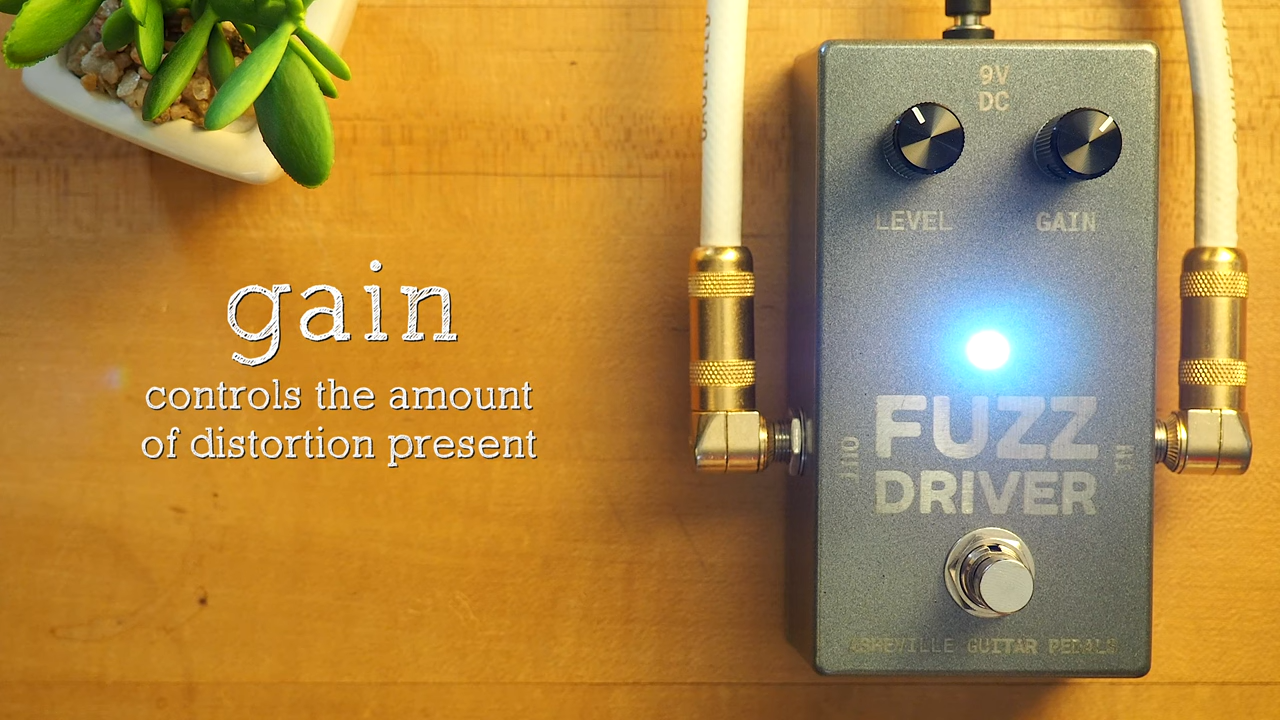 gain
controls the amount
of distortion present
9V
DC
LEVEL
GAIN
FUZZ
DRIVER
OUT
IN
ASHEVILLE GUITAR PEDALS